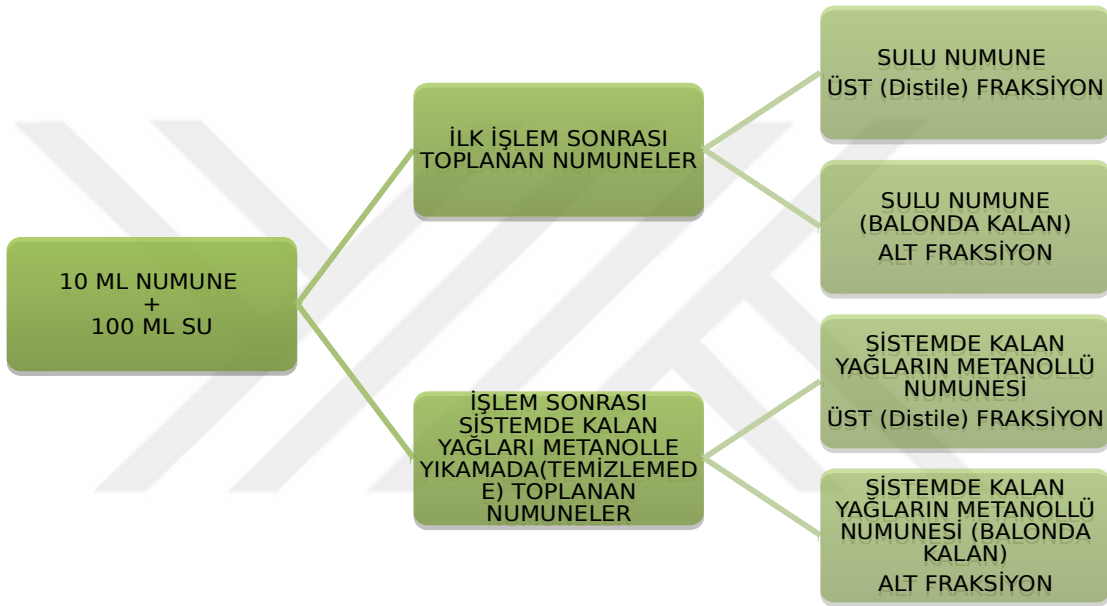 10 ML NUMUNE
+
100 ML SU
İLK İŞLEM SONRASI
TOPLANAN NUMUNELER
SULU NUMUNE
ÜST (Distile) FRAKSİYON
SULU NUMUNE
(BALONDA KALAN)
ALT FRAKSİYON
İŞLEM SONRASI
SİSTEMDE KALAN
YAĞLARI METANOLLE
YIKAMADA(TEMİZLEMED
E) TOPLANAN
NUMUNELER
SİSTEMDE KALAN
YAĞLARIN METANOLLÜ
NUMUNESİ
ÜST (Distile) FRAKSİYON
SİSTEMDE KALAN
YAĞLARIN METANOLLÜ
NUMUNESİ (BALONDA
KALAN)
ALT FRAKSİYON